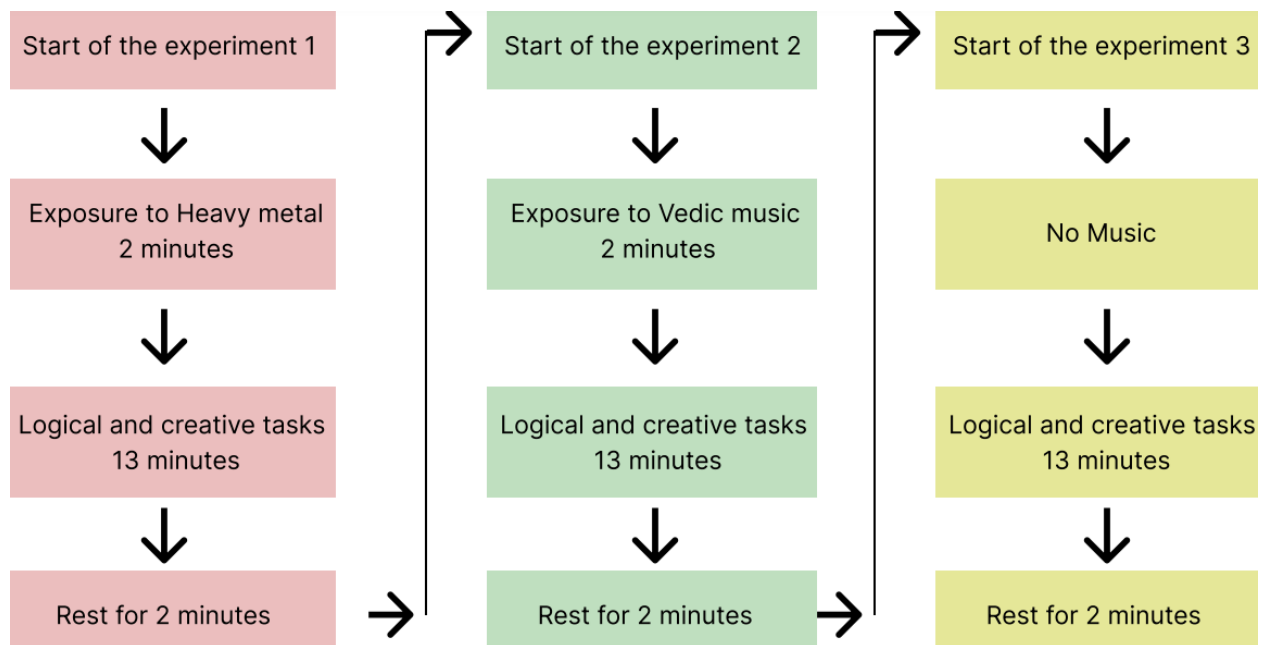 Start of the experiment 1
Exposure to Heavy metal
2 minutes
Logical and creative tasks
13 minutes
Rest for 2 minutes
Start of the experiment 2
Exposure to Vedic music
2 minutes
Logical and creative tasks
13 minutes
Rest for 2 minutes
Start of the experiment 3
No Music
Logical and creative tasks
13 minutes
Rest for 2 minutes